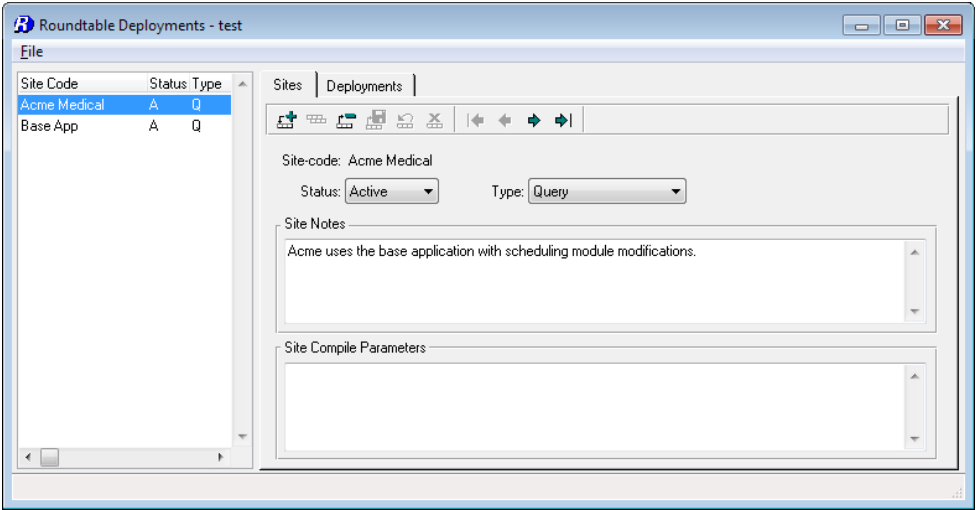 Roundtable Deployments - test
File
Site Code Status Type
Acme Medical A Q
Base App A Q
Sites Deployments
Site-code: Acme Medical
Status: Active Type: Query
Site Notes
Acme uses the base application with scheduling module modifications.
Site Compile Parameters